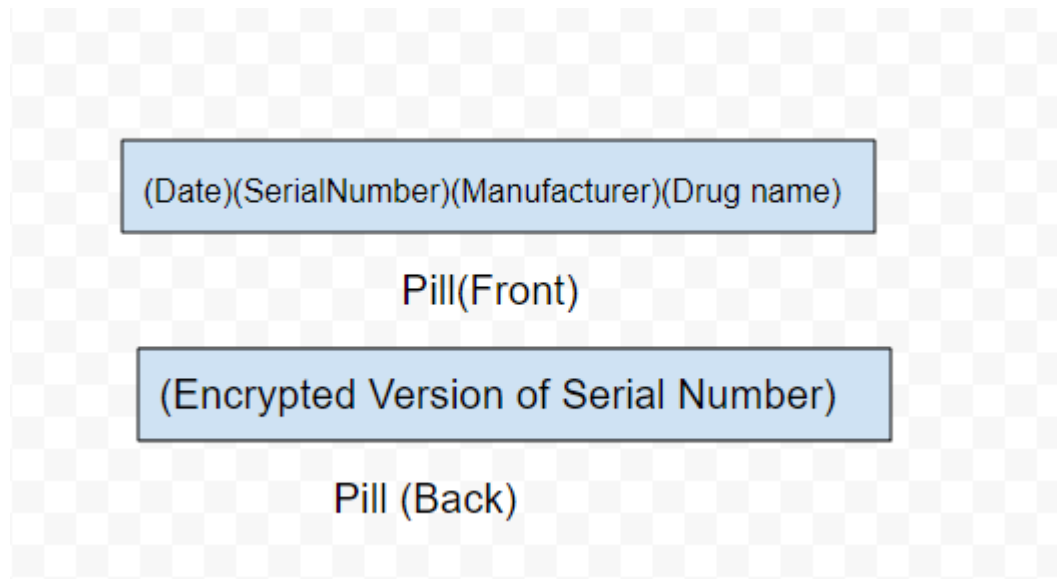 (Date)(SerialNumber)(Manufacturer)(Drug name)
Pill(Front)
(Encrypted Version of Serial Number)
Pill (Back)